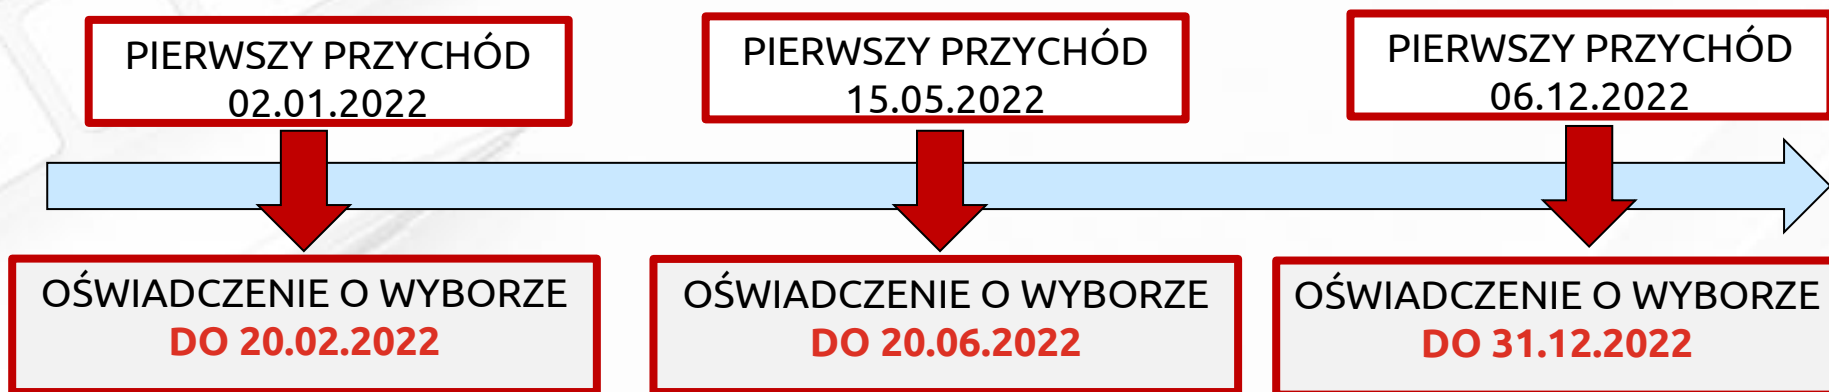 PIERWSZY PRZYCHÓD
02.01.2022
PIERWSZY PRZYCHÓD
15.05.2022
PIERWSZY PRZYCHÓD
06.12.2022
OŚWIADCZENIE O WYBORZE
DO 20.02.2022
OŚWIADCZENIE O WYBORZE
DO 20.06.2022
OŚWIADCZENIE O WYBORZE
DO 31.12.2022